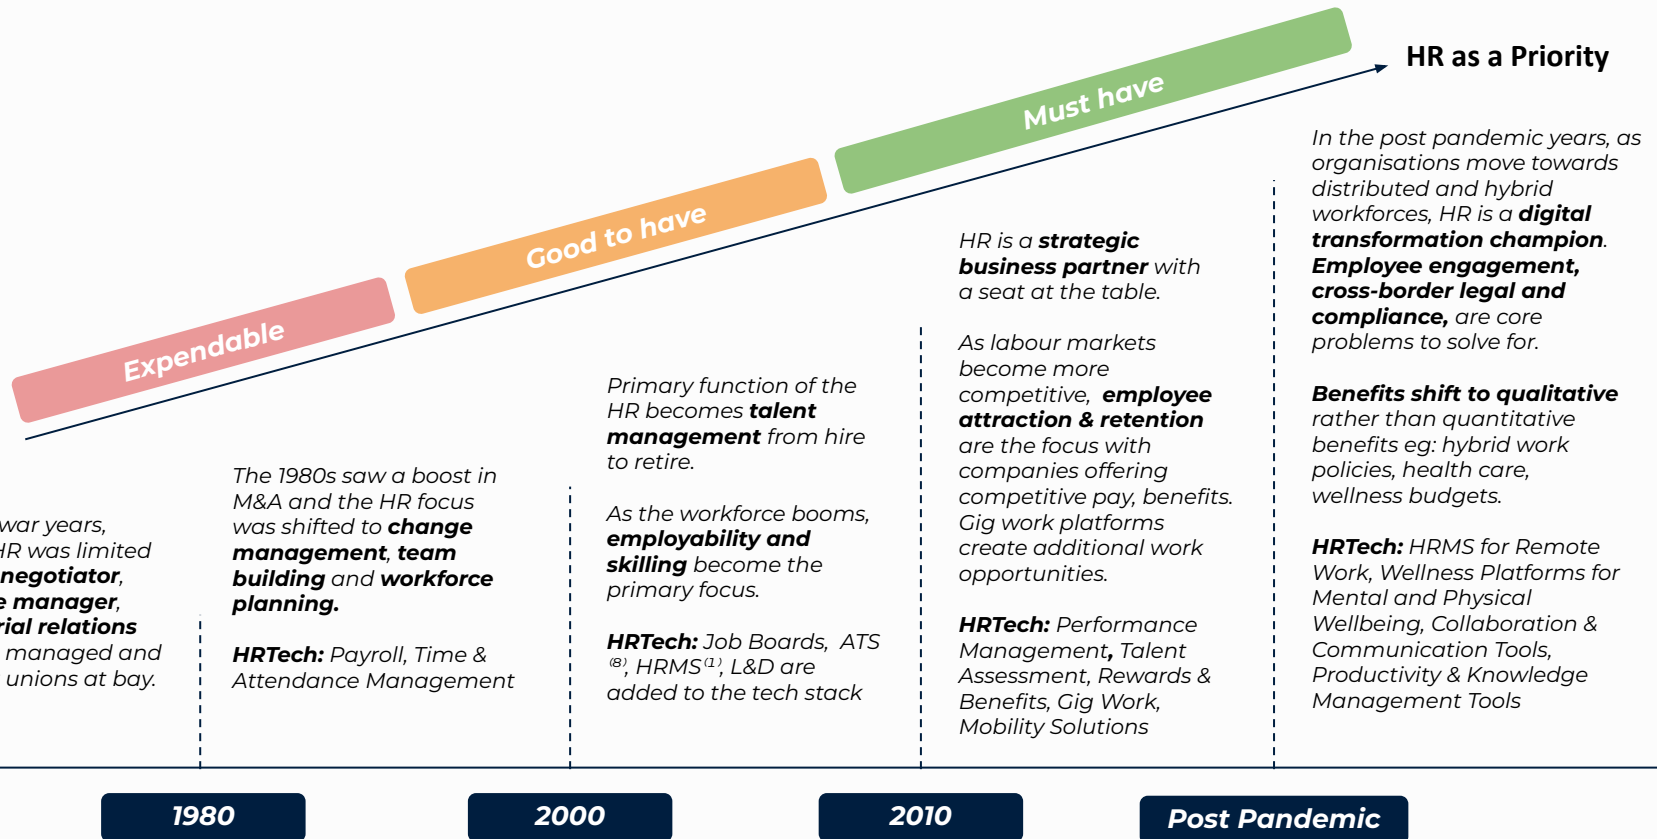 HR as a Priority
Must have
Good to have
Expendable
war years,
HR was limited
negotiator,
e manager,
rial relations
managed and
unions at bay.
The 1980s saw a boost in
M&A and the HR focus
was shifted to change
management, team
building and workforce
planning.
HRTech: Payroll, Time &
Attendance Management
Primary function of the
HR becomes talent
management from hire
to retire.
As the workforce booms,
employability and
skilling become the
primary focus.
HRTech: Job Boards, ATS
(8), HRMS(1), L&D are
added to the tech stack
HR is a strategic
business partner with
a seat at the table.
As labour markets
become more
competitive, employee
attraction & retention
are the focus with
companies offering
competitive pay, benefits.
Gig work platforms
create additional work
opportunities.
HRTech: Performance
Management, Talent
Assessment, Rewards &
Benefits, Gig Work,
Mobility Solutions
In the post pandemic years, as
organisations move towards
distributed and hybrid
workforces, HR is a digital
transformation champion.
Employee engagement,
cross-border legal and
compliance, are core
problems to solve for.
Benefits shift to qualitative
rather than quantitative
benefits eg: hybrid work
policies, health care,
wellness budgets.
HRTech: HRMS for Remote
Work, Wellness Platforms for
Mental and Physical
Wellbeing, Collaboration &
Communication Tools,
Productivity & Knowledge
Management Tools
1980
2000
2010
Post Pandemic